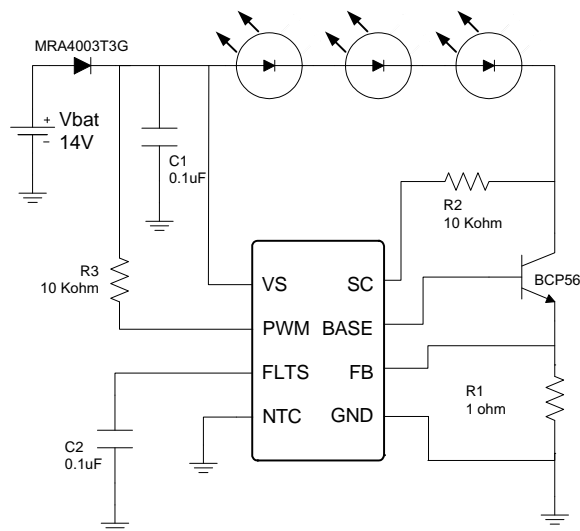 MRA4003T3G
+ Vbat
− 14V
C1
0.1uF
R2
10 Kohm
R3
10 Kohm
VS
SC
BCP56
PWM
BASE
FLTS
FB
R1
1 ohm
NTC
GND
C2
0.1uF